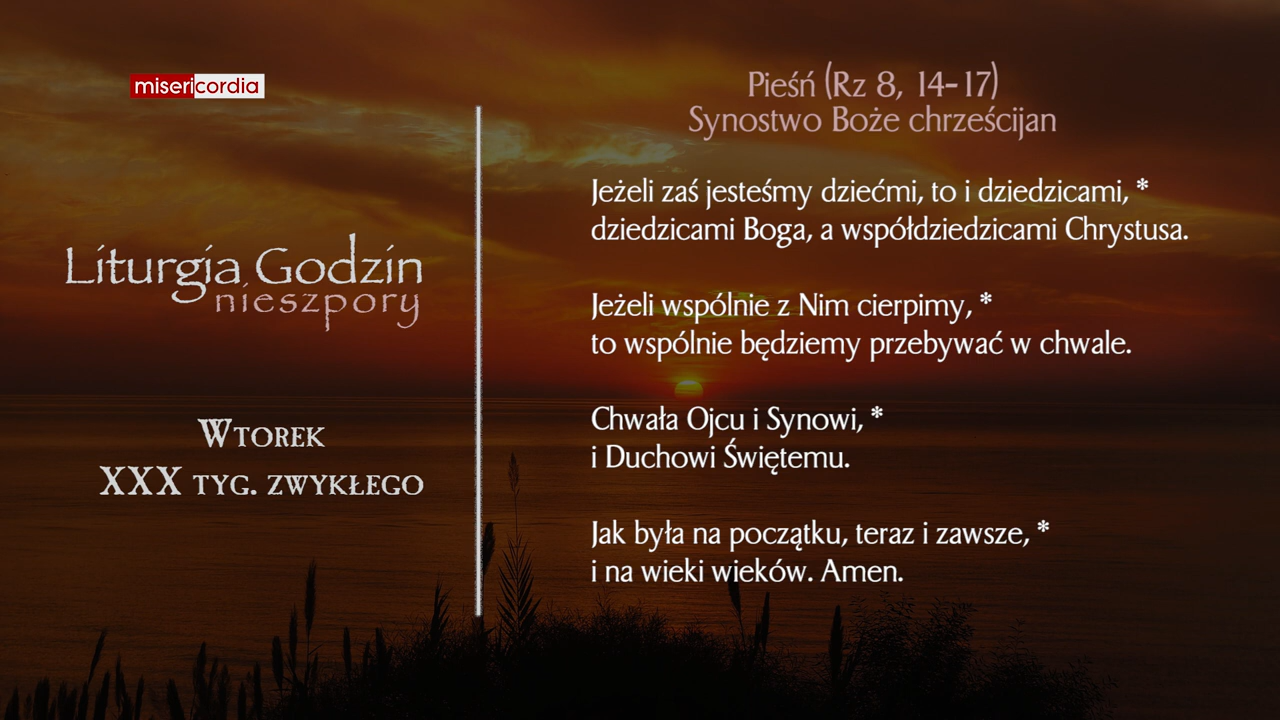 misericordia
Liturgia Godzin
nieszpory
Wtorek
XXX tyg. zwykłego
Pieśń (Rz 8, 14-17)
Synostwo Boże chrześcijan
Jeżeli zaś jesteśmy dziećmi, to i dziedzicami, *
dziedzicami Boga, a współdziedzicami Chrystusa.
Jeżeli wspólnie z Nim cierpimy, *
to wspólnie będziemy przebywać w chwale.
Chwała Ojcu i Synowi, *
i Duchowi Świętemu.
Jak była na początku, teraz i zawsze, *
i na wieki wieków. Amen.